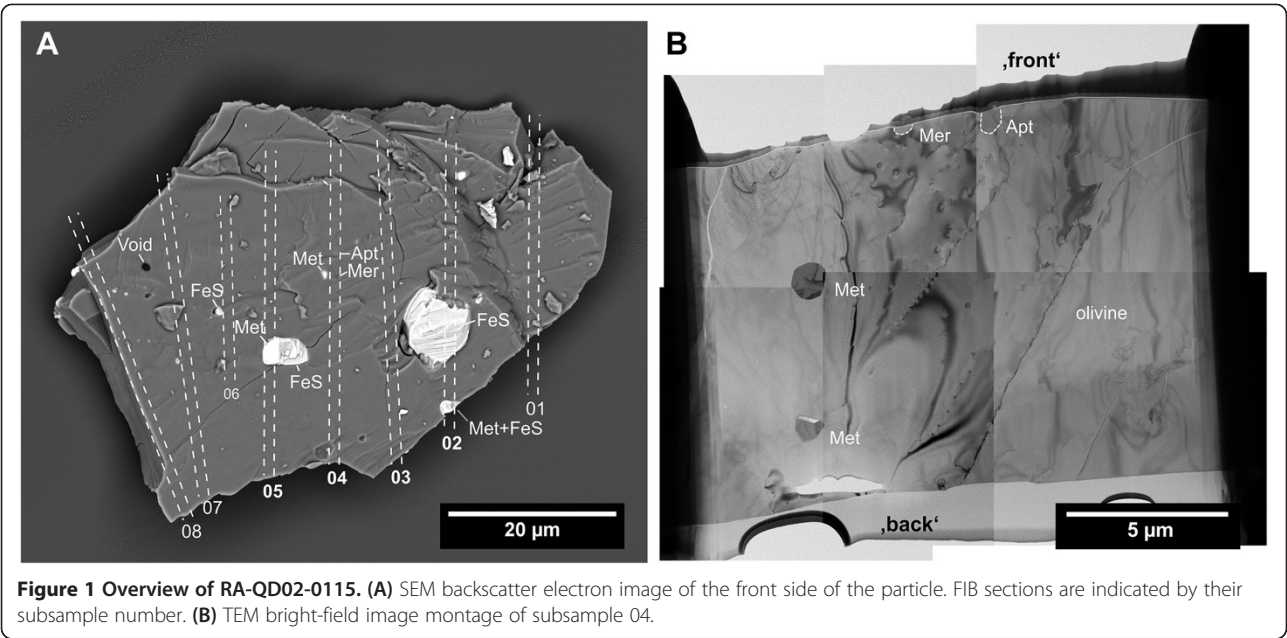 A
Void
FeS
Met
Apt
Mer
Met
FeS
FeS
06
Met+FeS
01
02
03
04
05
07
08
20 µm
B
‚front‘
Mer
Apt
Met
olivine
Met
‚back‘
5 µm
Figure 1 Overview of RA-QD02-0115. (A) SEM backscatter electron image of the front side of the particle. FIB sections are indicated by their
subsample number. (B) TEM bright-field image montage of subsample 04.